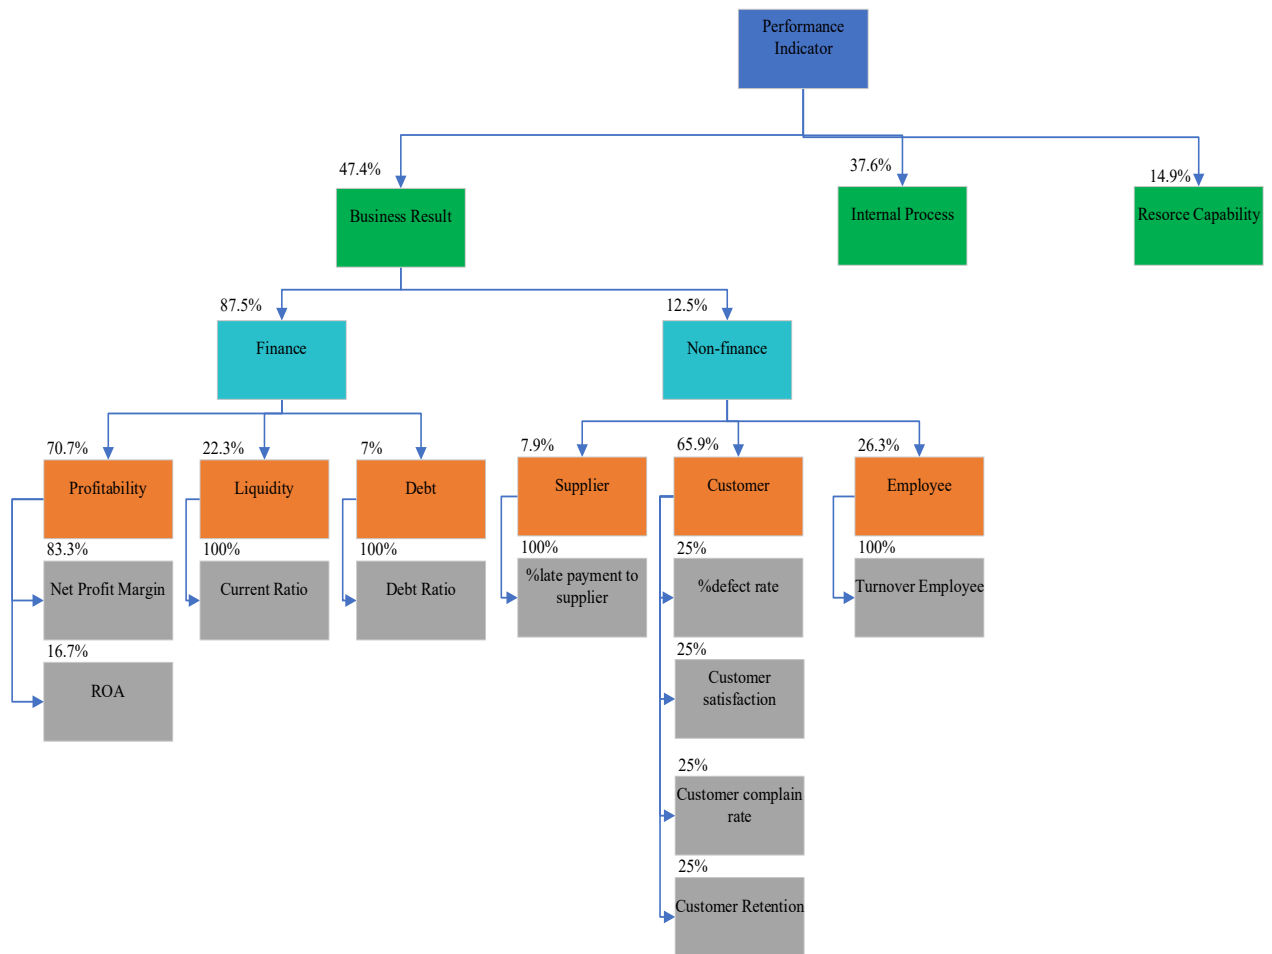 Performance
Indicator
47.4%
37.6%
14.9%
Business Result
Internal Process
Resorce Capability
87.5%
12.5%
Finance
Non-finance
70.7%
22.3%
7%
7.9%
65.9%
26.3%
Profitability
Liquidity
Debt
Supplier
Customer
Employee
83.3%
100%
100%
100%
25%
100%
Net Profit Margin
Current Ratio
Debt Ratio
%late payment to
supplier
%defect rate
Turnover Employee
16.7%
ROA
25%
Customer
satisfaction
25%
Customer complain
rate
25%
Customer Retention